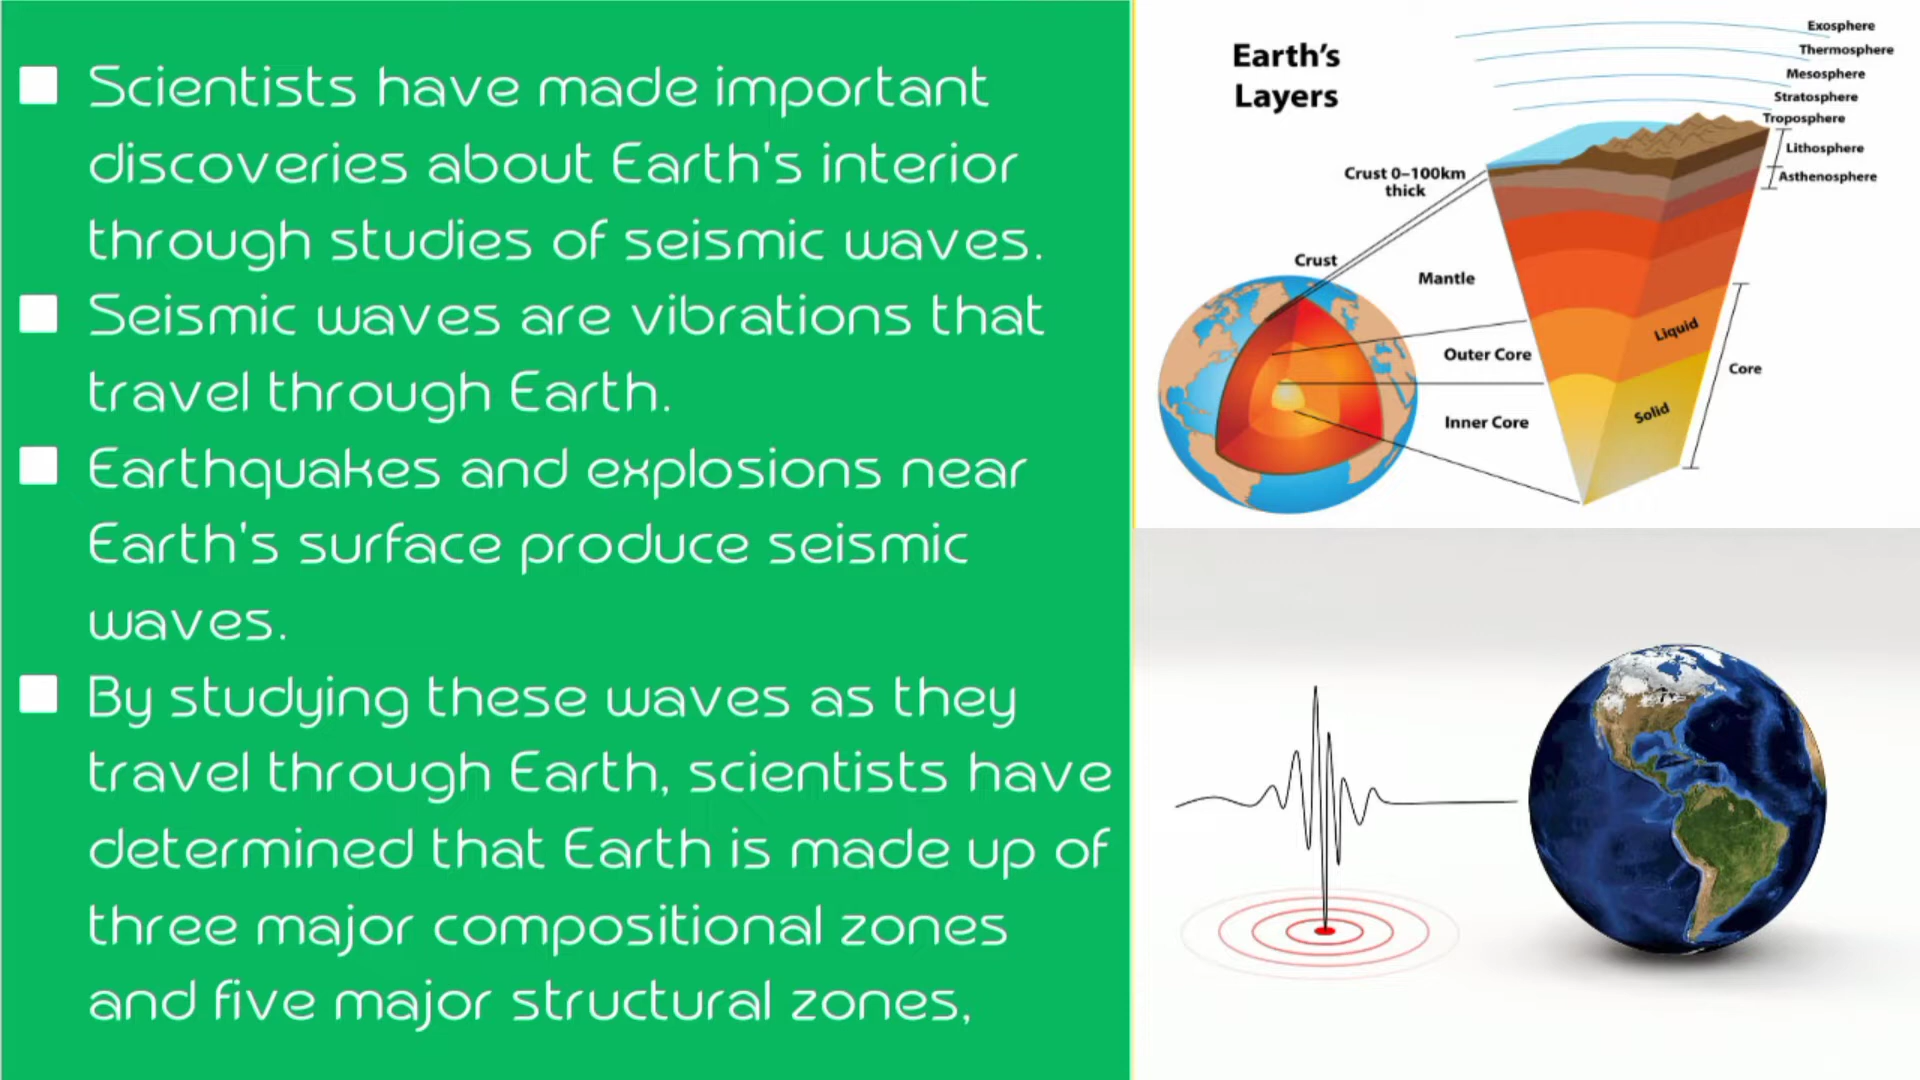 Scientists have made important
discoveries about Earth's interior
through studies of seismic waves.
Seismic waves are vibrations that
travel through Earth.
Earthquakes and explosions near
Earth's surface produce seismic
waves.
By studying these waves as they
travel through Earth, scientists have
determined that Earth is made up of
three major compositional zones
and five major structural zones,
Earth's
Layers
Exosphere
Thermosphere
Mesosphere
Stratosphere
Troposphere
Lithosphere
Asthenosphere
Crust 0–100km
thick
Crust
Mantle
Outer Core
Inner Core
Liquid
Solid
Core